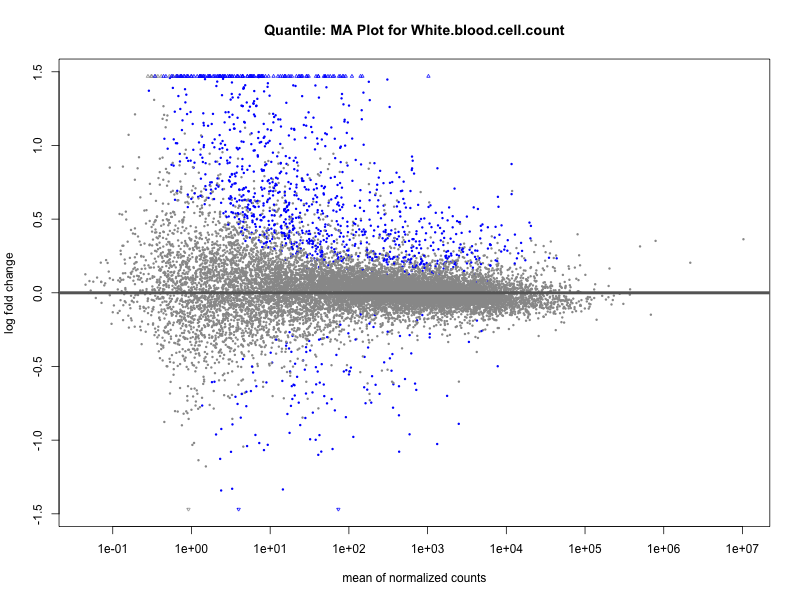 Quantile: MA Plot for White.blood.cell.count
log fold change
1.5
1.0
0.5
0.0
-0.5
-1.0
-1.5
1e-01 1e+00 1e+01 1e+02 1e+03 1e+04 1e+05 1e+06 1e+07
mean of normalized counts